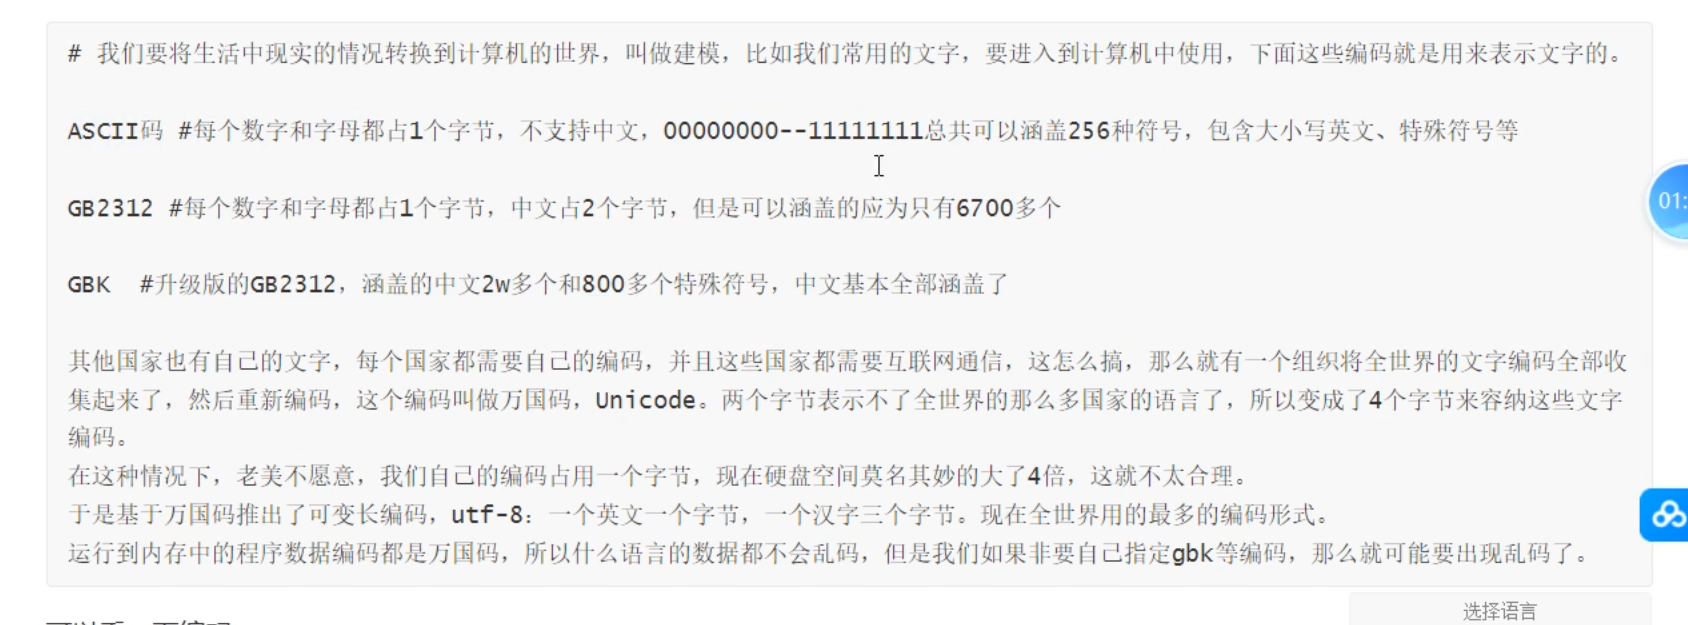 # 我们要将生活中现实的情况转换到计算机的世界，叫做建模，比如我们常用的文字，要进入到计算机中使用，下面这些编码就是用来表示文字的。
ASCII码 #每个数字和字母都占1个字节，不支持中文，00000000--11111111总共可以涵盖256种符号，包含大小写英文、特殊符号等
01:
GB2312 #每个数字和字母都占1个字节，中文占2个字节，但是可以涵盖的应为只有6700多个
GBK  #升级版的GB2312，涵盖的中文2w多个和800多个特殊符号，中文基本全部涵盖了
其他国家也有自己的文字，每个国家都需要自己的编码，并且这些国家都需要互联网通信，这怎么搞，那么就有一个组织将全世界的文字编码全部收
集起来了，然后重新编码，这个编码叫做万国码，Unicode。两个字节表示不了全世界的那么多国家的语言了，所以变成了4个字节来容纳这些文字
编码。
在这种情况下，老美不愿意，我们自己的编码占用一个字节，现在硬盘空间莫名其妙的大了4倍，这就不太合理。
于是基于万国码推出了可变长编码，utf-8：一个英文一个字节，一个汉字三个字节。现在全世界用的最多的编码形式。
运行到内存中的程序数据编码都是万国码，所以什么语言的数据都不会乱码，但是我们如果非要自己指定gbk等编码，那么就可能要出现乱码了。
选择语言